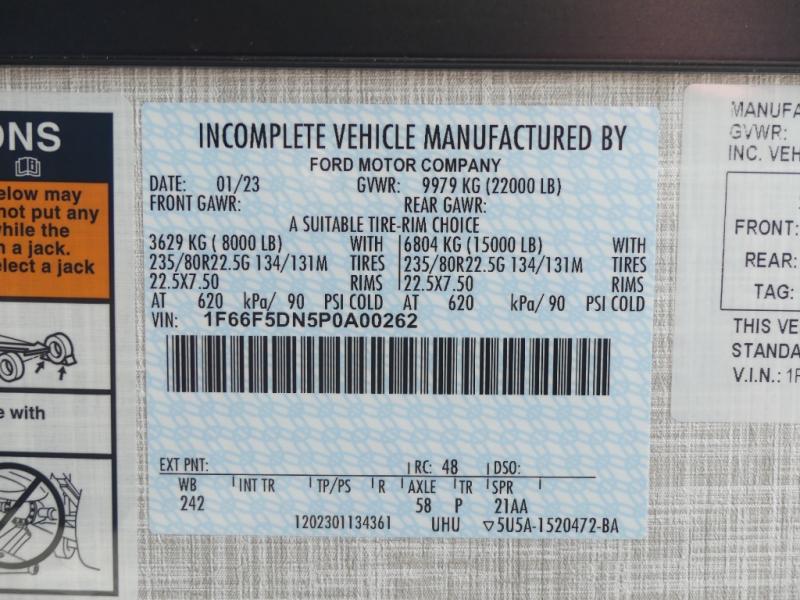 ONS
elow may
not put any
while the
n a jack.
elect a jack
e with
INCOMPLETE VEHICLE MANUFACTURED BY
FORD MOTOR COMPANY
DATE: 01/23 GVWR: 9979 KG (22000 LB)
FRONT GAWR: REAR GAWR:
A SUITABLE TIRE-RIM CHOICE
3629 KG ( 8000 LB) WITH 6804 KG (15000 LB) WITH
235/80R22.5G 134/131M TIRES 235/80R22.5G 134/131M TIRES
22.5X7.50 RIMS 22.5X7.50 RIMS
AT 620 kPa/ 90 PSI COLD AT 620 kPa/ 90 PSI COLD
VIN: 1F66F5DN5P0A00262
EXT PNT: RC: 48 DSO:
WB INT TR TP/PS R AXLE TR SPR
242 58 P 21AA
1202301134361 UHU ▽5U5A-1520472-BA
MANUFA
GVWR:
INC. VEH
FRONT:
REAR:
TAG:
THIS VE
STANDA
V.I.N.: 1F